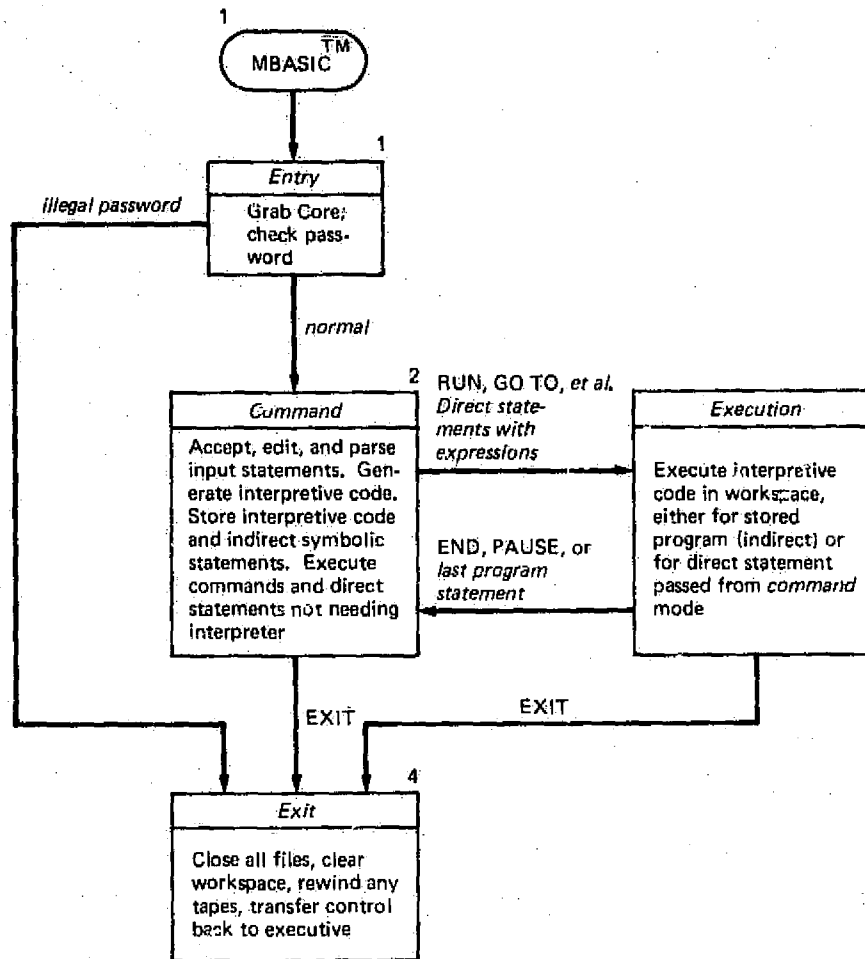 1
MBASIC TM
1
Entry
illegal password
Grab Core;
check pass-
word
normal
2
Command
Accept, edit, and parse
input statements. Gen-
erate interpretive code.
Store interpretive code
and indirect symbolic
statements. Execute
commands and direct
statements not needing
interpreter
RUN, GO TO, et al.
Direct state-
ments with
expressions
END, PAUSE, or
last program
statement
Execution
Execute interpretive
code in workspace,
either for stored
program (indirect) or
for direct statement
passed from command
mode
EXIT
EXIT
4
Exit
Close all files, clear
workspace, rewind any
tapes, transfer control
back to executive